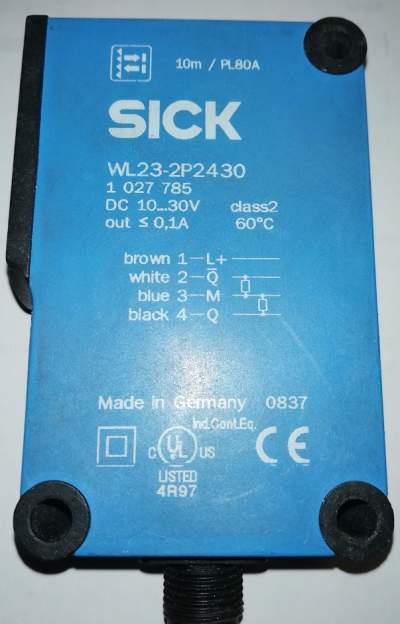 10m / PL80A
SICK
WL23-2P2430
1 027 785
DC 10...30V class2
out ≤ 0,1A 60°C
brown 1 L+
white 2 Q̅
blue 3 M
black 4 Q
Made in Germany 0837
Ind.Cont.Eq.
C UL US CE
LISTED
4R97